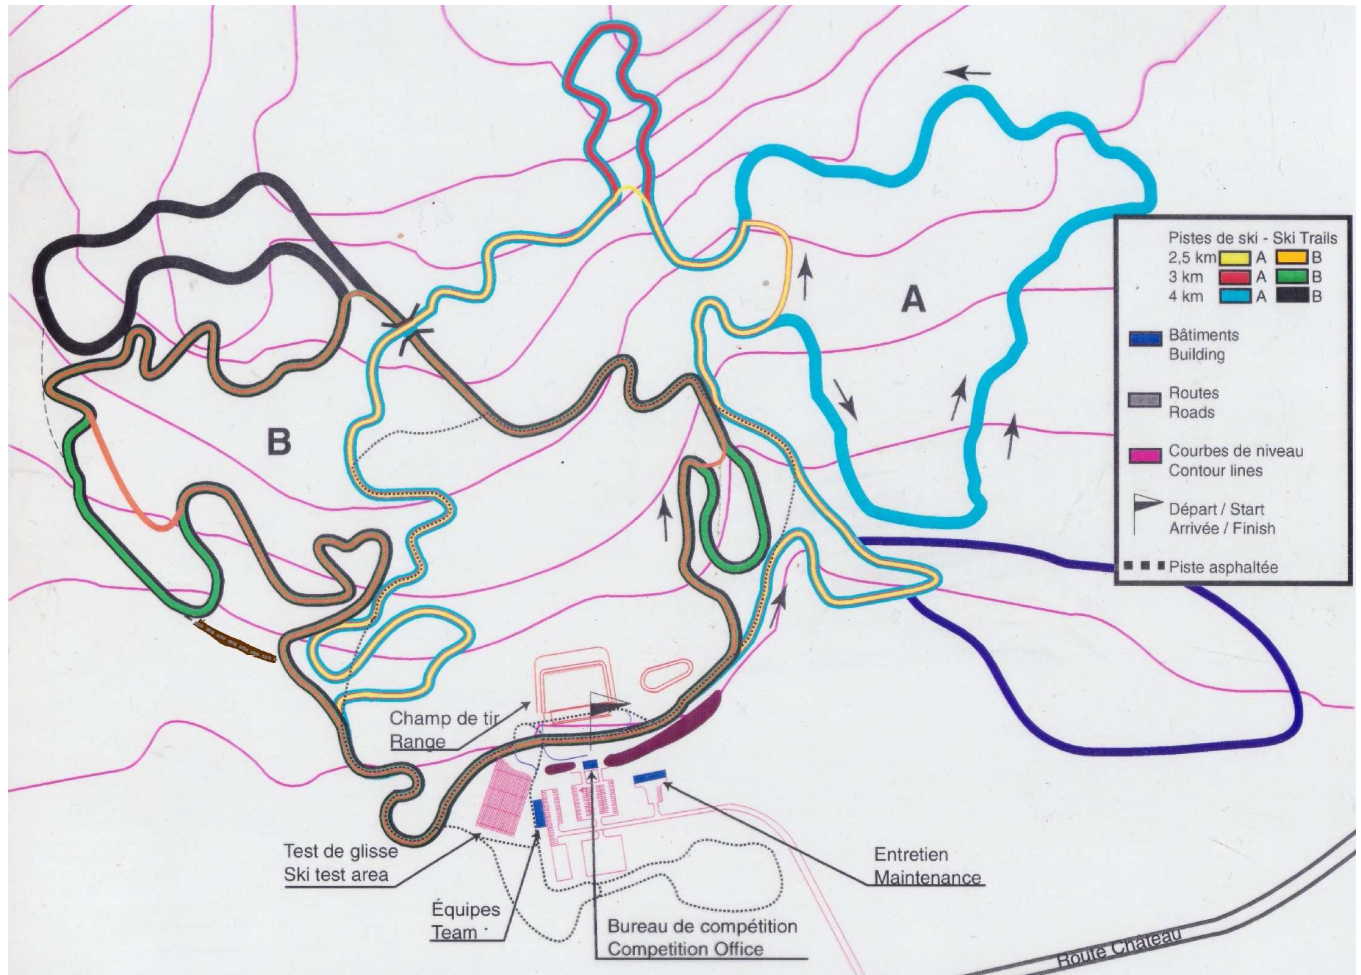 A
B
Pistes de ski - Ski Trails
2,5 km A B
3 km A B
4 km A B
Bâtiments
Building
Routes
Roads
Courbes de niveau
Contour lines
Départ / Start
Arrivée / Finish
Piste asphaltée
Champ de tir
Range
Test de glisse
Ski test area
Équipes
Team
Bureau de compétition
Competition Office
Entretien
Maintenance
Route Château